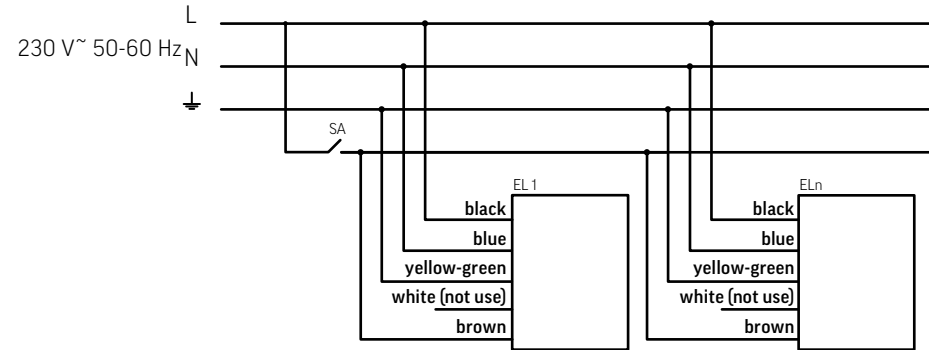 L
230 V~ 50-60 Hz
N
SA
EL 1
ELn
black
black
blue
blue
yellow-green
yellow-green
white (not use)
white (not use)
brown
brown